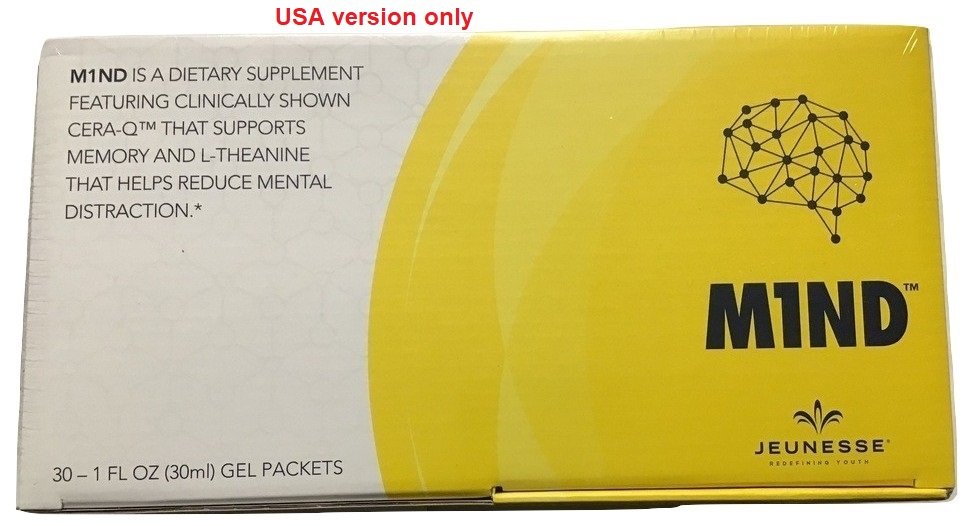 USA version only
M1ND IS A DIETARY SUPPLEMENT
FEATURING CLINICALLY SHOWN
CERA-Q™ THAT SUPPORTS
MEMORY AND L-THEANINE
THAT HELPS REDUCE MENTAL
DISTRACTION.*
M1ND™
JEUNESSE®
REDEFINING YOUTH
30 – 1 FL OZ (30ml) GEL PACKETS